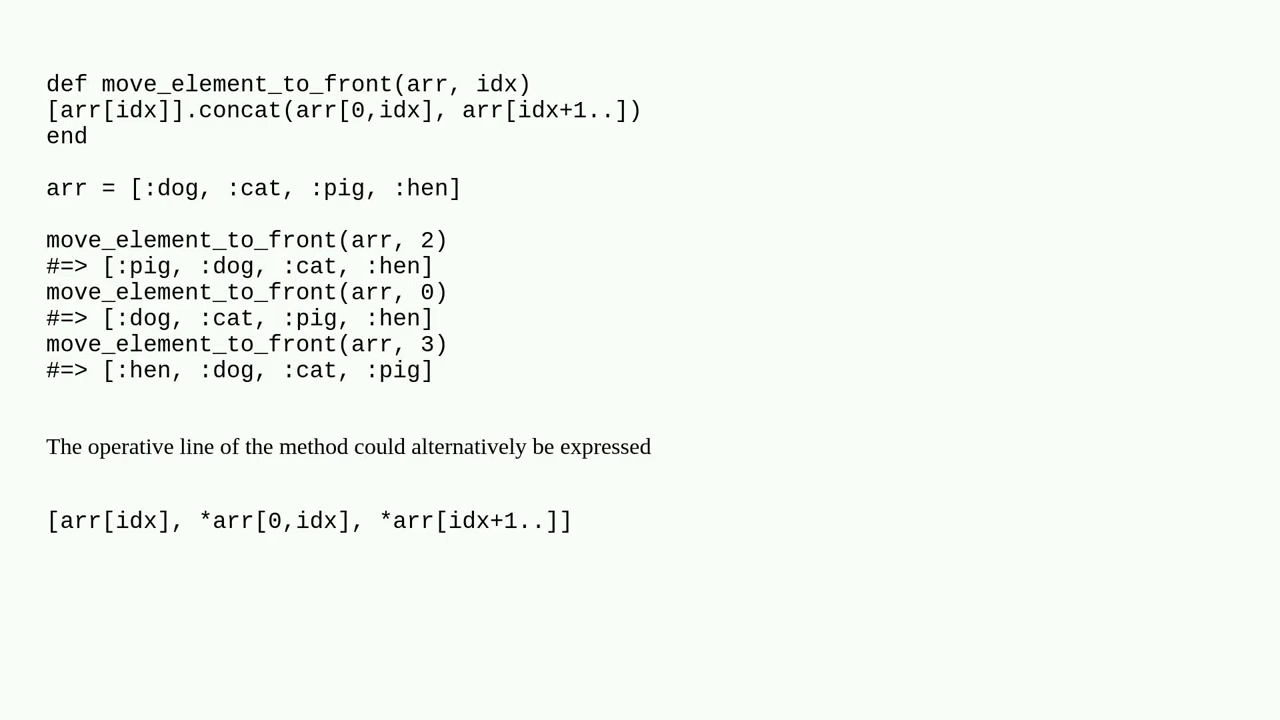 def move_element_to_front(arr, idx)
[arr[idx]].concat(arr[0,idx], arr[idx+1..])
end
arr = [:dog, :cat, :pig, :hen]
move_element_to_front(arr, 2)
#=> [:pig, :dog, :cat, :hen]
move_element_to_front(arr, 0)
#=> [:dog, :cat, :pig, :hen]
move_element_to_front(arr, 3)
#=> [:hen, :dog, :cat, :pig]
The operative line of the method could alternatively be expressed
[arr[idx], *arr[0,idx], *arr[idx+1..]]